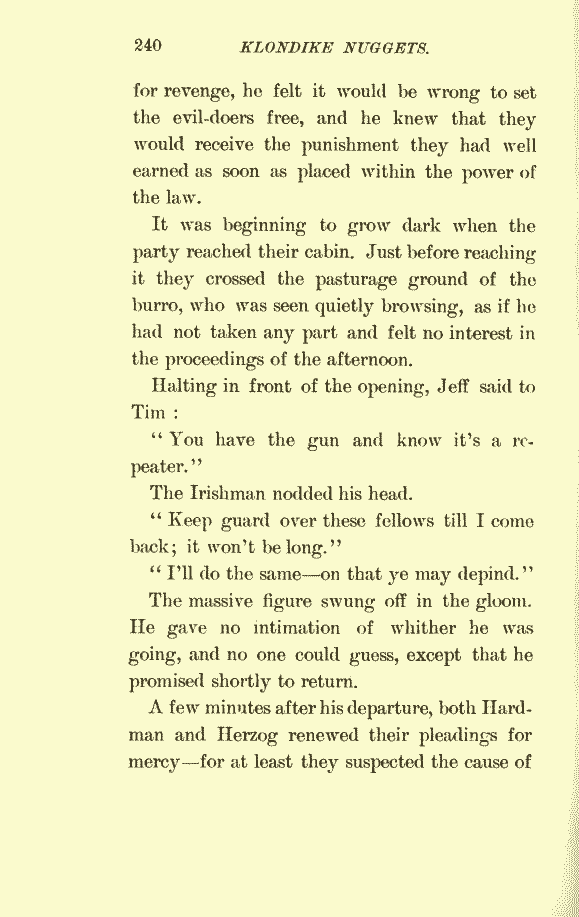 240 KLONDIKE NUGGETS.
for revenge, he felt it would be wrong to set
the evil-doers free, and he knew that they
would receive the punishment they had well
earned as soon as placed within the power of
the law.
It was beginning to grow dark when the
party reached their cabin. Just before reaching
it they crossed the pasturage ground of the
burro, who was seen quietly browsing, as if he
had not taken any part and felt no interest in
the proceedings of the afternoon.
Halting in front of the opening, Jeff said to
Tim :
“ You have the gun and know it's a re-
peater.”
The Irishman nodded his head.
“ Keep guard over these fellows till I come
back; it won't be long.”
“ I'll do the same—on that ye may depind.”
The massive figure swung off in the gloom.
He gave no intimation of whither he was
going, and no one could guess, except that he
promised shortly to return.
A few minutes after his departure, both Hard-
man and Herzog renewed their pleadings for
mercy—for at least they suspected the cause of